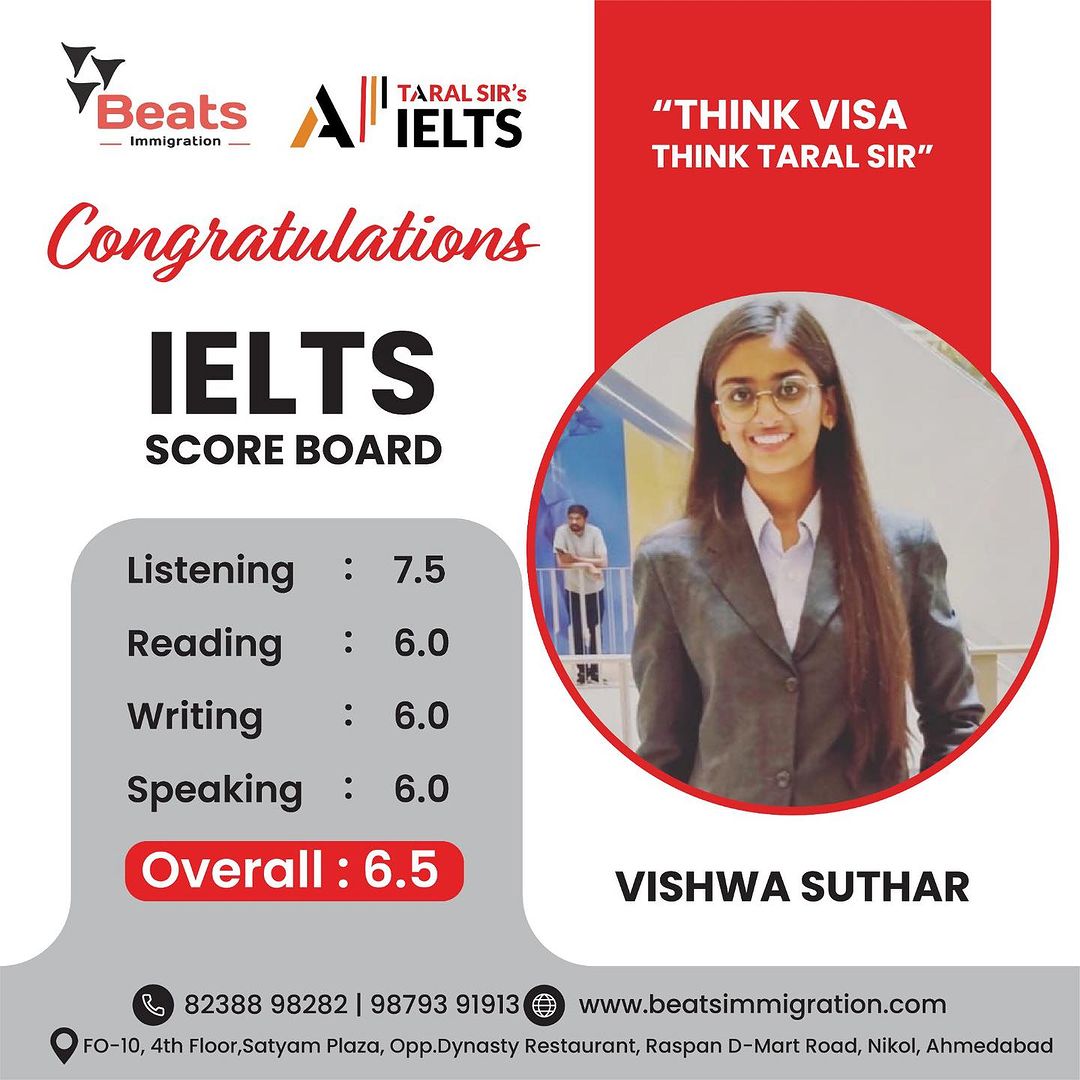 Beats
Immigration
TARAL SIR's
IELTS
“THINK VISA
THINK TARAL SIR”
Congratulations
IELTS
SCORE BOARD
Listening : 7.5
Reading : 6.0
Writing : 6.0
Speaking : 6.0
Overall : 6.5
VISHWA SUTHAR
82388 98282 | 98793 91913 www.beatsimmigration.com
FO-10, 4th Floor,Satyam Plaza, Opp.Dynasty Restaurant, Raspan D-Mart Road, Nikol, Ahmedabad